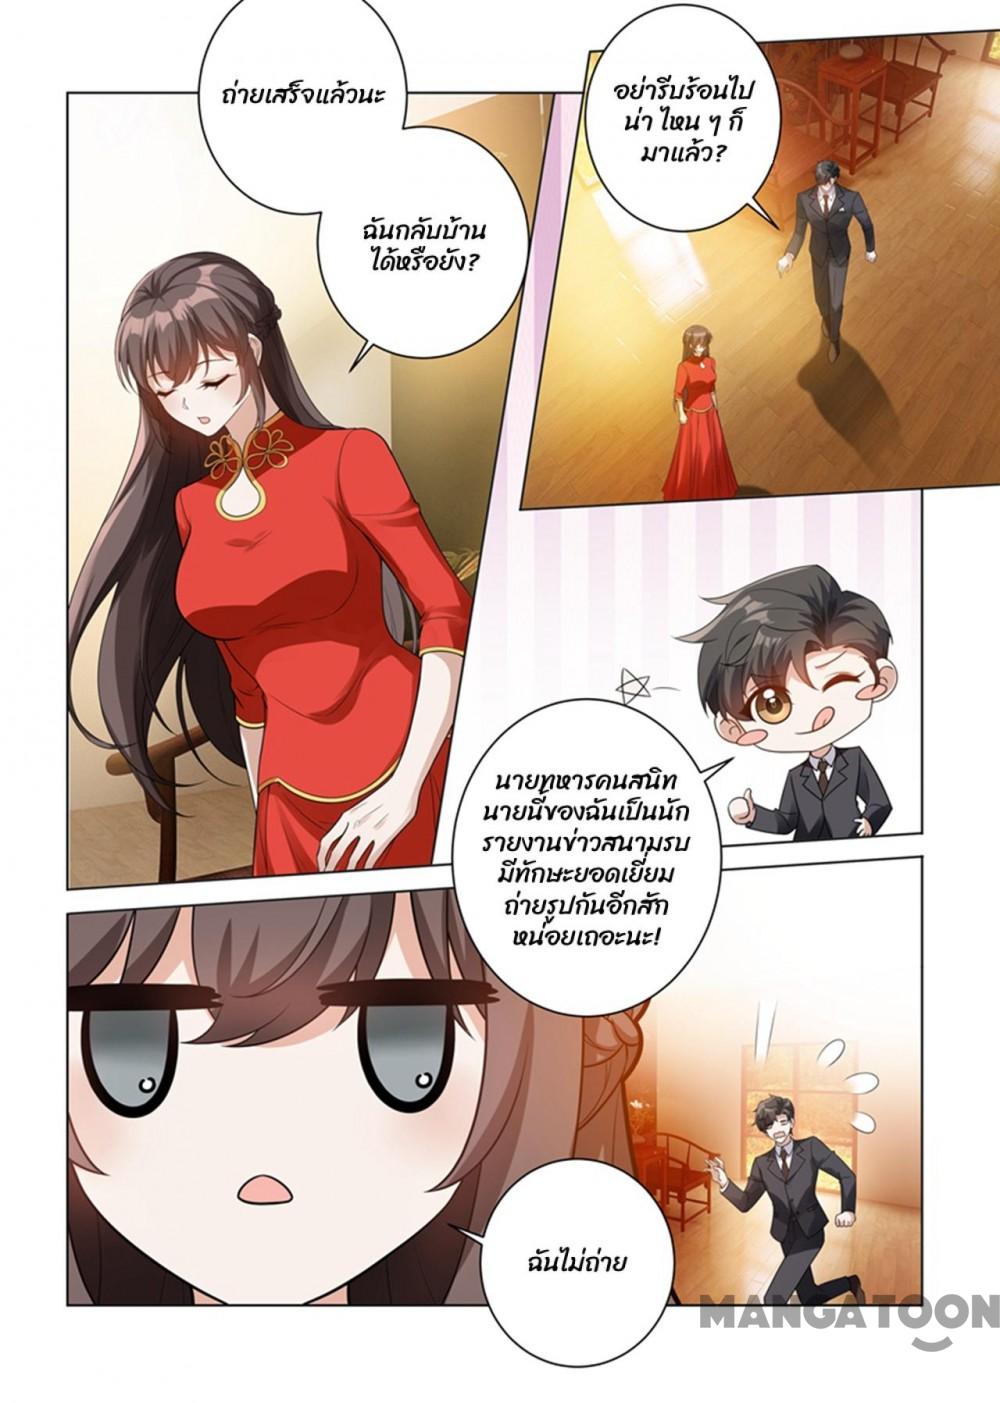 ถ่ายเสร็จแล้วนะ
ฉันกลับบ้าน
ได้หรือยัง?
อย่ารีบร้อนไป
น่า ไหน ๆ ก็
มาแล้ว?
นายทหารคนสนิท
นายนี้ของฉันเป็นนัก
รายงานข่าวสนามรบ
มีทักษะยอดเยี่ยม
ถ่ายรูปกันอีกสัก
หน่อยเถอะนะ!
ฉันไม่ถ่าย
MANGATOON